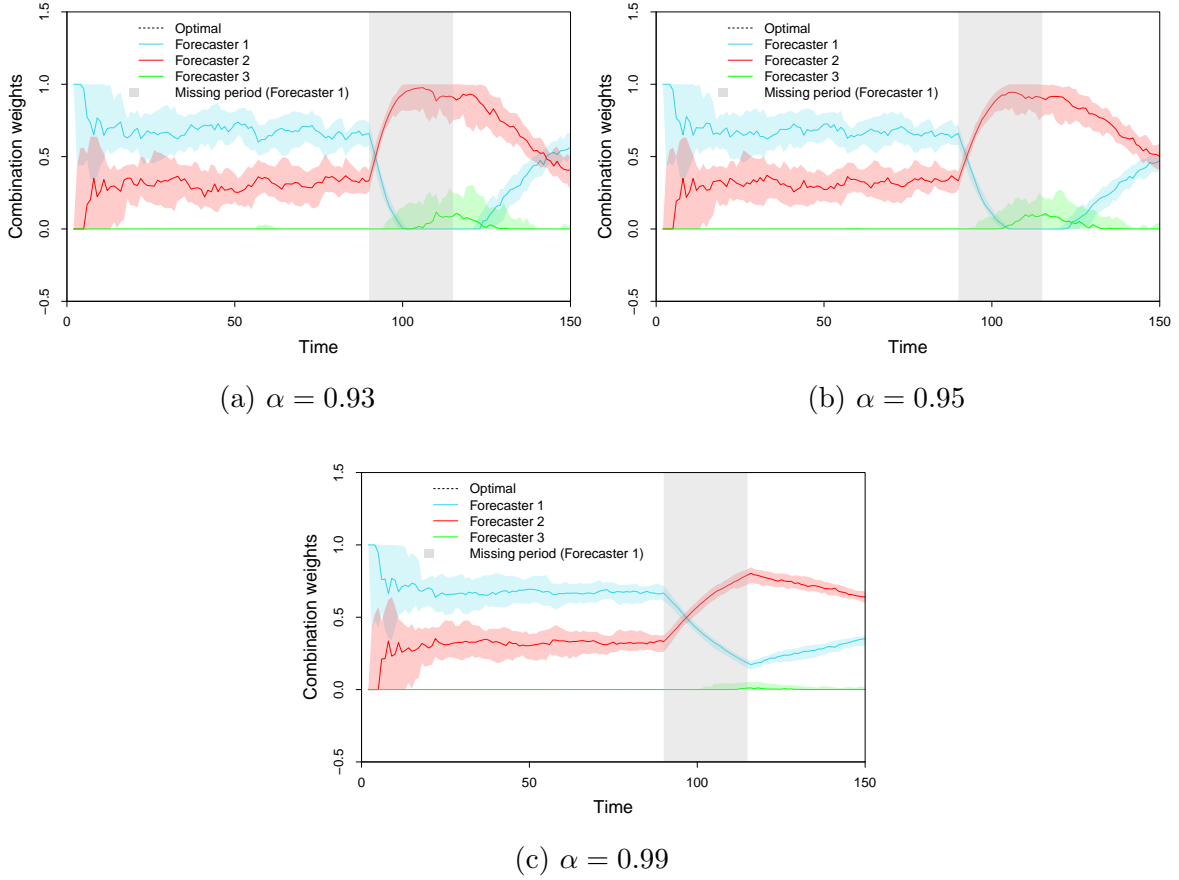 1.5
1.0
0.5
0.0
−0.5
Combination weights
Optimal
Forecaster 1
Forecaster 2
Forecaster 3
Missing period (Forecaster 1)
0
50
100
150
Time
(a) α = 0.93
1.5
1.0
0.5
0.0
−0.5
Combination weights
Optimal
Forecaster 1
Forecaster 2
Forecaster 3
Missing period (Forecaster 1)
0
50
100
150
Time
(b) α = 0.95
1.5
1.0
0.5
0.0
−0.5
Combination weights
Optimal
Forecaster 1
Forecaster 2
Forecaster 3
Missing period (Forecaster 1)
0
50
100
150
Time
(c) α = 0.99